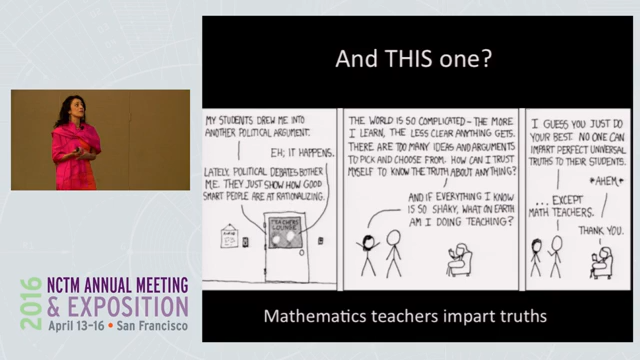 And THIS one?
MY STUDENTS DREW ME INTO
ANOTHER POLITICAL ARGUMENT.
EH; IT HAPPENS.
LATELY, POLITICAL DEBATES BOTHER
ME. THEY JUST SHOW HOW GOOD
SMART PEOPLE ARE AT RATIONALIZING.
TEACHERS
LOUNGE
THE WORLD IS SO COMPLICATED – THE MORE
I LEARN, THE LESS CLEAR ANYTHING GETS.
THERE ARE TOO MANY IDEAS AND ARGUMENTS
TO PICK AND CHOOSE FROM. HOW CAN I TRUST
MYSELF TO KNOW THE TRUTH ABOUT ANYTHING?
AND IF EVERYTHING I KNOW
IS SO SHAKY, WHAT ON EARTH
AM I DOING TEACHING?
I GUESS YOU JUST DO
YOUR BEST. NO ONE CAN
IMPART PERFECT UNIVERSAL
TRUTHS TO THEIR STUDENTS.
*AHEM*
... EXCEPT
MATH TEACHERS.
THANK YOU.
Mathematics teachers impart truths
2016
NCTM ANNUAL MEETING
& EXPOSITION
April 13–16 • San Francisco